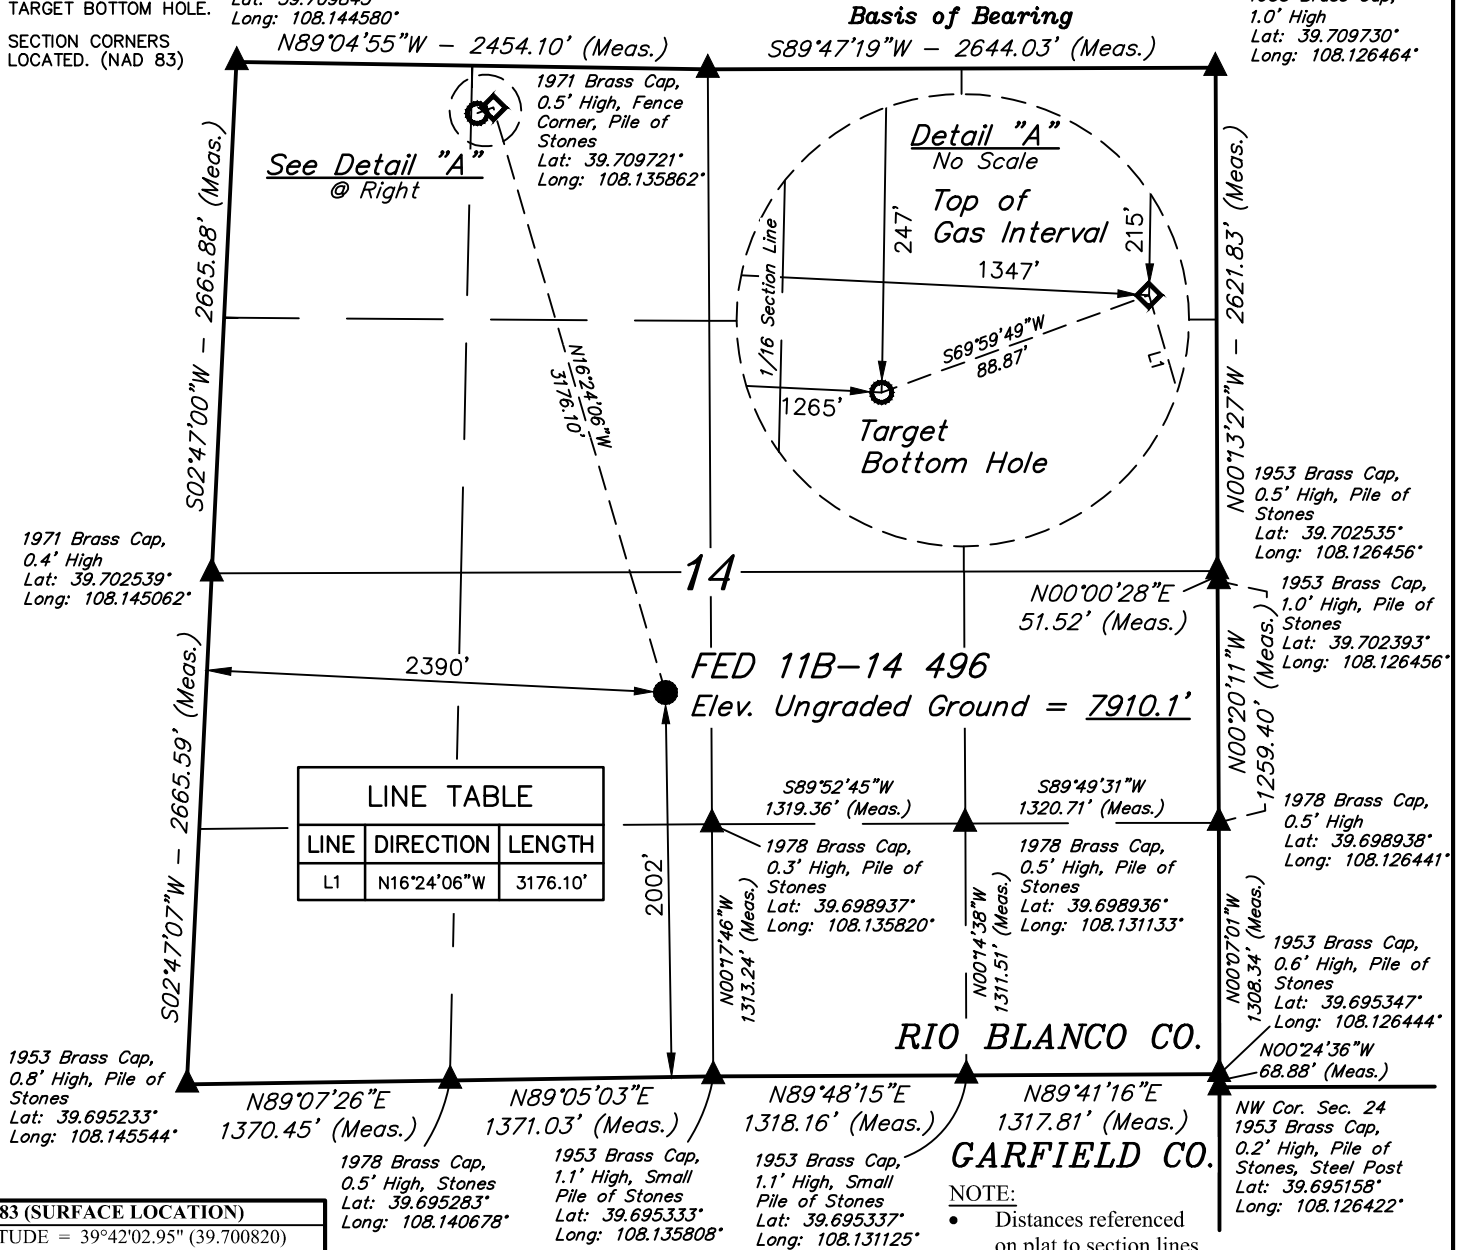 TARGET BOTTOM HOLE.
SECTION CORNERS
LOCATED. (NAD 83)
Long: 108.144580°
N89°04'55"W - 2454.10' (Meas.)
Basis of Bearing
S89°47'19"W - 2644.03' (Meas.)
1.0' High
Lat: 39.709730°
Long: 108.126464°
1971 Brass Cap,
0.5' High, Fence
Corner, Pile of
Stones
Lat: 39.709721°
Long: 108.135862°
See Detail "A"
@ Right
S02°47'00"W - 2665.88' (Meas.)
Detail "A"
No Scale
Top of
Gas Interval
247'
215'
1347'
1/16 Section Line
S69°59'49"W
88.87'
L1
1265'
Target
Bottom Hole
N16°24'06"W
3176.10'
N00°13'27"W - 2621.83' (Meas.)
1953 Brass Cap,
0.5' High, Pile of
Stones
Lat: 39.702535°
Long: 108.126456°
1971 Brass Cap,
0.4' High
Lat: 39.702539°
Long: 108.145062°
14
N00°00'28"E
51.52' (Meas.)
1953 Brass Cap,
1.0' High, Pile of
Stones
Lat: 39.702393°
Long: 108.126456°
2390'
FED 11B-14 496
Elev. Ungraded Ground = 7910.1'
N00°20'11"W
1259.40' (Meas.)
S02°47'07"W - 2665.59' (Meas.)
LINE TABLE
LINE DIRECTION LENGTH
L1 N16°24'06"W 3176.10'
2002'
S89°52'45"W
1319.36' (Meas.)
S89°49'31"W
1320.71' (Meas.)
1978 Brass Cap,
0.5' High
Lat: 39.698938°
Long: 108.126441°
1978 Brass Cap,
0.3' High, Pile of
Stones
Lat: 39.698937°
Long: 108.135820°
1978 Brass Cap,
0.5' High, Pile of
Stones
Lat: 39.698936°
Long: 108.131133°
N00°17'46"W
1313.24' (Meas.)
N00°14'38"W
1311.51' (Meas.)
N00°07'01"W
1308.34' (Meas.)
1953 Brass Cap,
0.6' High, Pile of
Stones
Lat: 39.695347°
Long: 108.126444°
RIO BLANCO CO.
N00°24'36"W
68.88' (Meas.)
1953 Brass Cap,
0.8' High, Pile of
Stones
Lat: 39.695233°
Long: 108.145544°
N89°07'26"E
1370.45' (Meas.)
N89°05'03"E
1371.03' (Meas.)
N89°48'15"E
1318.16' (Meas.)
N89°41'16"E
1317.81' (Meas.)
GARFIELD CO.
NW Cor. Sec. 24
1953 Brass Cap,
0.2' High, Pile of
Stones, Steel Post
Lat: 39.695158°
Long: 108.126422°
1978 Brass Cap,
0.5' High, Stones
Lat: 39.695283°
Long: 108.140678°
1953 Brass Cap,
1.1' High, Small
Pile of Stones
Lat: 39.695333°
Long: 108.135808°
1953 Brass Cap,
1.1' High, Small
Pile of Stones
Lat: 39.695337°
Long: 108.131125°
NOTE:
• Distances referenced
on plat to section lines
83 (SURFACE LOCATION)
TUDE = 39°42'02.95" (39.700820)